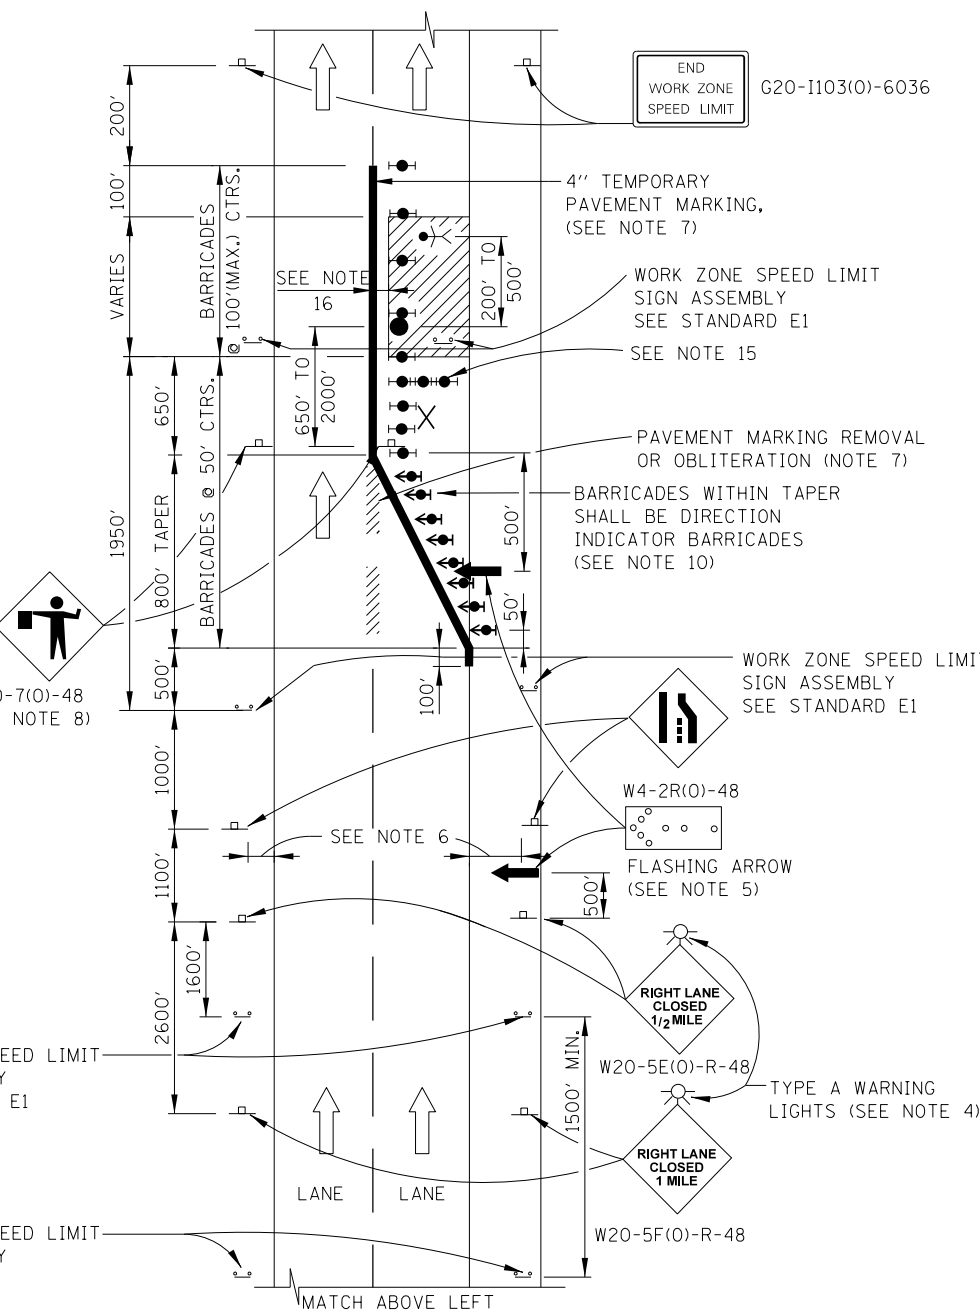 END
WORK ZONE
SPEED LIMIT
G20-I103(O)-6036
200'
100'
VARIES
BARRICADES
@ 100'(MAX.) CTRS.
4'' TEMPORARY
PAVEMENT MARKING,
(SEE NOTE 7)
SEE NOTE
16
200' TO
500'
WORK ZONE SPEED LIMIT
SIGN ASSEMBLY
SEE STANDARD E1
SEE NOTE 15
650'
650' TO
2000'
1950'
800' TAPER
BARRICADES @ 50' CTRS.
PAVEMENT MARKING REMOVAL
OR OBLITERATION (NOTE 7)
BARRICADES WITHIN TAPER
SHALL BE DIRECTION
INDICATOR BARRICADES
(SEE NOTE 10)
500'
50'
-7(O)-48
NOTE 8)
500'
100'
WORK ZONE SPEED LIMIT
SIGN ASSEMBLY
SEE STANDARD E1
1000'
W4-2R(O)-48
SEE NOTE 6
FLASHING ARROW
(SEE NOTE 5)
1100'
500'
1600'
2600'
RIGHT LANE
CLOSED
1/2 MILE
W20-5E(O)-R-48
EED LIMIT
Y
E1
1500' MIN.
TYPE A WARNING
LIGHTS (SEE NOTE 4)
RIGHT LANE
CLOSED
1 MILE
LANE LANE
W20-5F(O)-R-48
EED LIMIT
Y
MATCH ABOVE LEFT